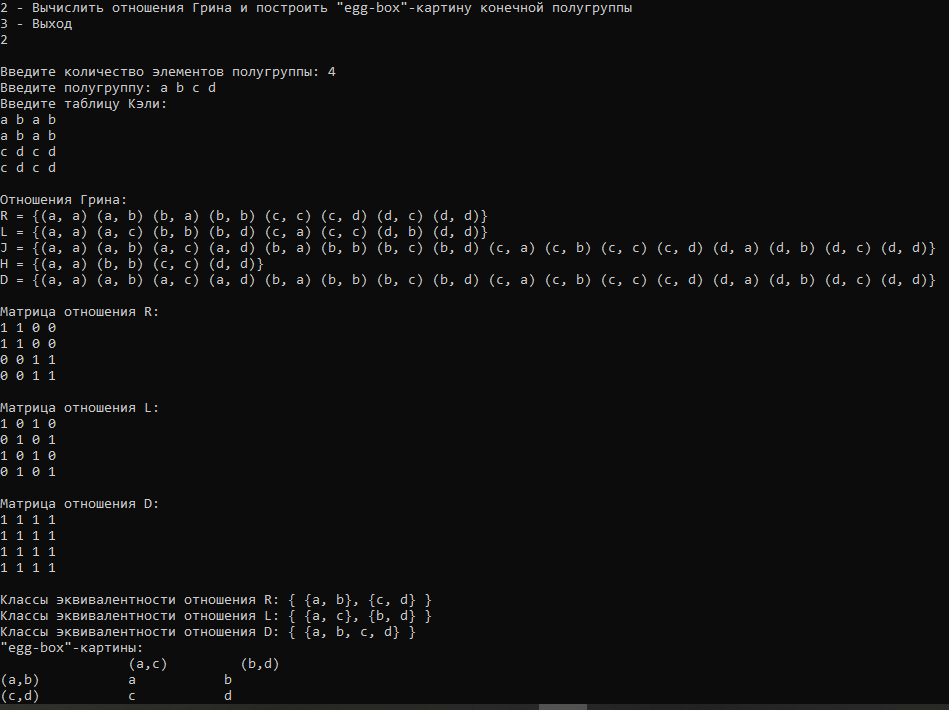 2 - Вычислить отношения Грина и построить "egg-box"-картину конечной полугруппы
3 - Выход
2
Введите количество элементов полугруппы: 4
Введите полугруппу: a b c d
Введите таблицу Кэли:
a b a b
a b a b
c d c d
c d c d
Отношения Грина:
R = {(a, a) (a, b) (b, a) (b, b) (c, c) (c, d) (d, c) (d, d)}
L = {(a, a) (a, c) (b, b) (b, d) (c, a) (c, c) (d, b) (d, d)}
J = {(a, a) (a, b) (a, c) (a, d) (b, a) (b, b) (b, c) (b, d) (c, a) (c, b) (c, c) (c, d) (d, a) (d, b) (d, c) (d, d)}
H = {(a, a) (b, b) (c, c) (d, d)}
D = {(a, a) (a, b) (a, c) (a, d) (b, a) (b, b) (b, c) (b, d) (c, a) (c, b) (c, c) (c, d) (d, a) (d, b) (d, c) (d, d)}
Матрица отношения R:
1 1 0 0
1 1 0 0
0 0 1 1
0 0 1 1
Матрица отношения L:
1 0 1 0
0 1 0 1
1 0 1 0
0 1 0 1
Матрица отношения D:
1 1 1 1
1 1 1 1
1 1 1 1
1 1 1 1
Классы эквивалентности отношения R: { {a, b}, {c, d} }
Классы эквивалентности отношения L: { {a, c}, {b, d} }
Классы эквивалентности отношения D: { {a, b, c, d} }
"egg-box"-картины:
(a,c) (b,d)
(a,b) a b
(c,d) c d